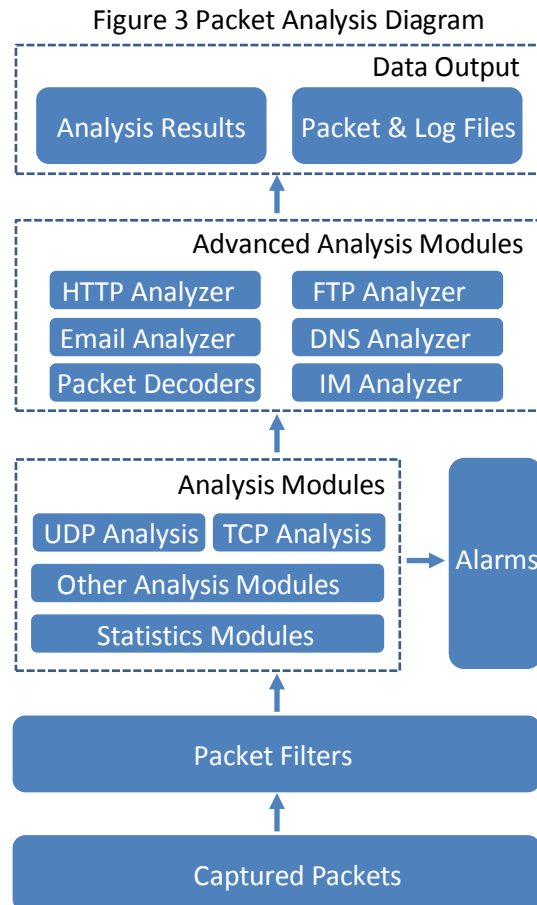 Figure 3 Packet Analysis Diagram
Data Output
Analysis Results
Packet & Log Files
Advanced Analysis Modules
HTTP Analyzer
FTP Analyzer
Email Analyzer
DNS Analyzer
Packet Decoders
IM Analyzer
Analysis Modules
UDP Analysis
TCP Analysis
Other Analysis Modules
Statistics Modules
Alarms
Packet Filters
Captured Packets